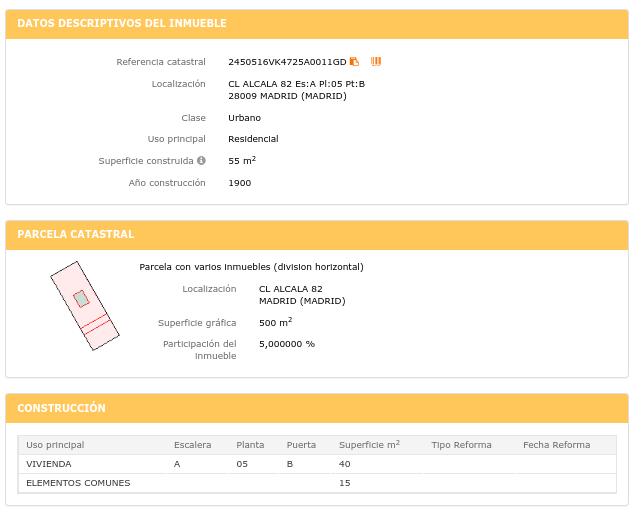 DATOS DESCRIPTIVOS DEL INMUEBLE
Referencia catastral 2450516VK4725A0011GD
Localización CL ALCALA 82 Es:A Pl:05 Pt:B
28009 MADRID (MADRID)
Clase Urbano
Uso principal Residencial
Superficie construida 55 m²
Año construcción 1900
PARCELA CATASTRAL
Parcela con varios inmuebles (division horizontal)
Localización CL ALCALA 82
MADRID (MADRID)
Superficie gráfica 500 m²
Participación del 5,000000 %
inmueble
CONSTRUCCIÓN
Uso principal Escalera Planta Puerta Superficie m² Tipo Reforma Fecha Reforma
VIVIENDA A 05 B 40
ELEMENTOS COMUNES 15